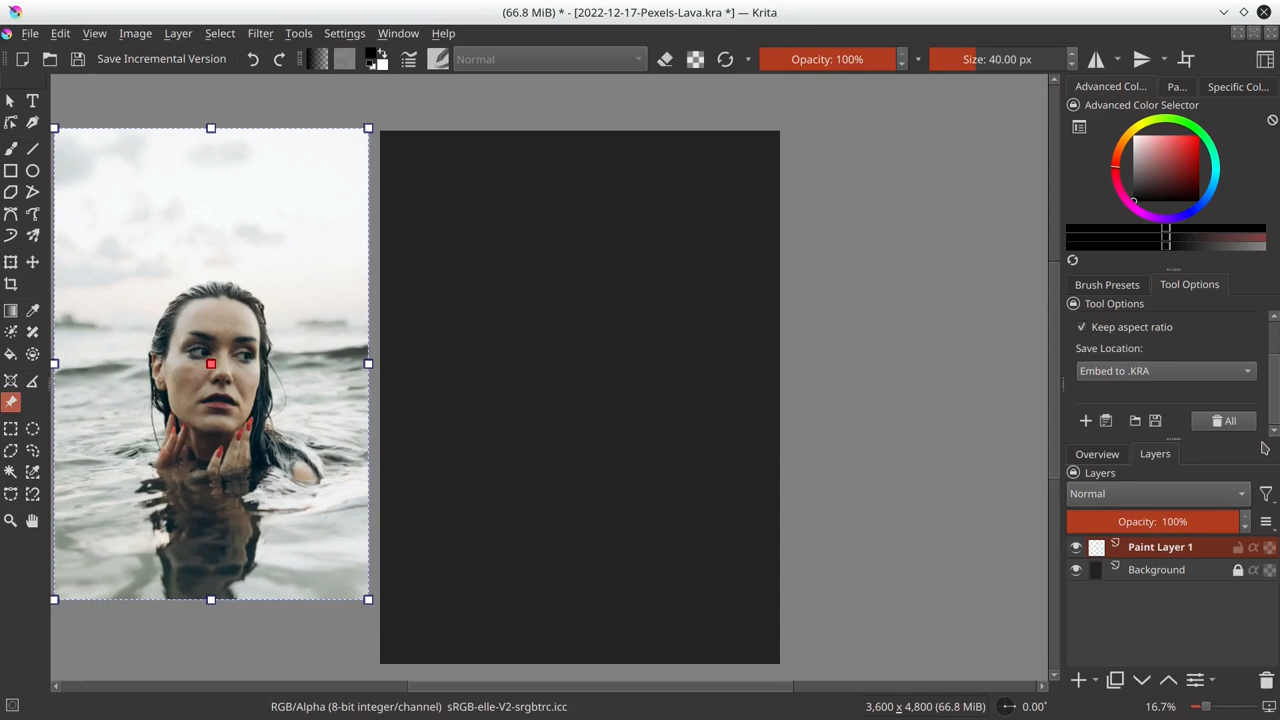 (66.8 MiB) * - [2022-12-17-Pexels-Lava.kra *] — Krita
File Edit View Image Layer Select Filter Tools Settings Window Help
Save Incremental Version Normal Opacity: 100% Size: 40.00 px
Advanced Col... Pa... Specific Col...
Advanced Color Selector
Brush Presets Tool Options
Tool Options
Keep aspect ratio
Save Location:
Embed to .KRA
All
Overview Layers
Layers
Normal
Opacity: 100%
Paint Layer 1
Background
RGB/Alpha (8-bit integer/channel) sRGB-elle-V2-srgbtrc.icc 3,600 x 4,800 (66.8 MiB) 0.00° 16.7%